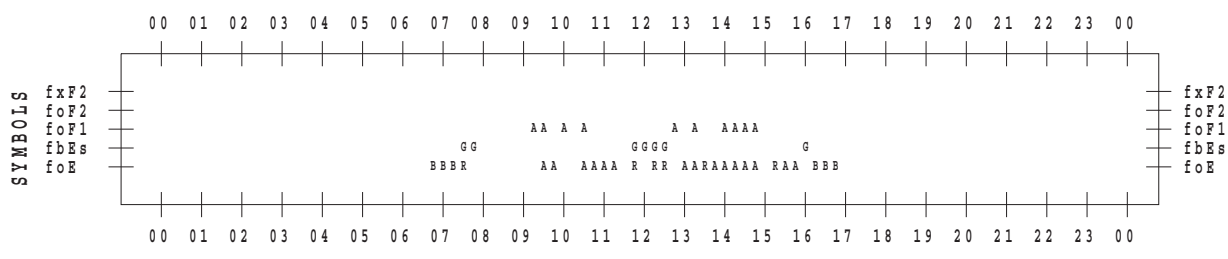 00 01 02 03 04 05 06 07 08 09 10 11 12 13 14 15 16 17 18 19 20 21 22 23 00
SYMBOLS
fxF2 fxF2
foF2 foF2
foF1 AA A A A A AAAA foF1
fbEs GG GGGG G fbEs
foE BBBR AA AAAA R RR AARAAAAA RAA BBB foE
00 01 02 03 04 05 06 07 08 09 10 11 12 13 14 15 16 17 18 19 20 21 22 23 00